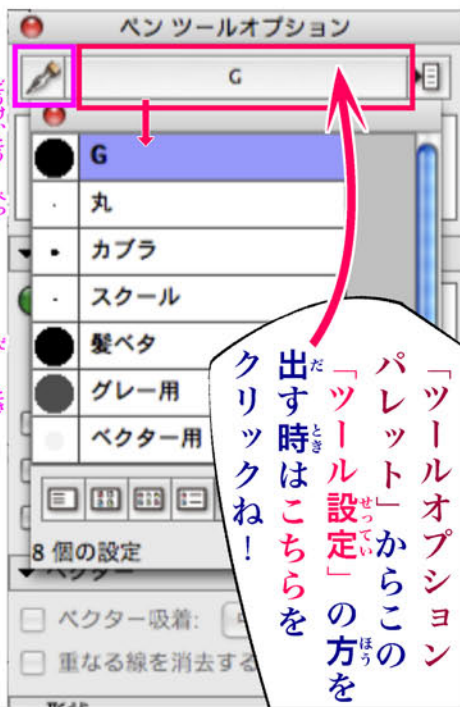 ペン ツールオプション
G
G
丸
カブラ
スクール
髪ベタ
グレー用
ベクター用
8 個の設定
ベクター吸着:
重なる線を消去する
「ツールオプション
パレット」からこの
「ツール設定」の方を
出す時はこちらを
クリックね！